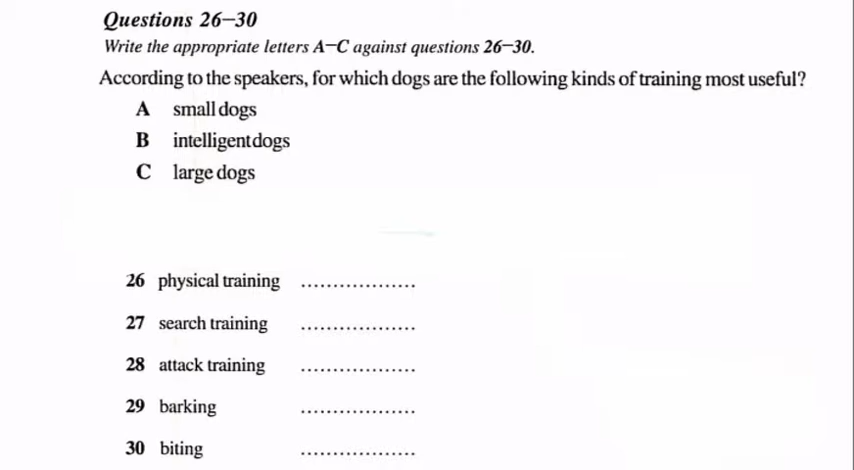 Questions 26–30
Write the appropriate letters A–C against questions 26–30.
According to the speakers, for which dogs are the following kinds of training most useful?
A small dogs
B intelligent dogs
C large dogs
26 physical training ..................
27 search training ..................
28 attack training ..................
29 barking ..................
30 biting ..................